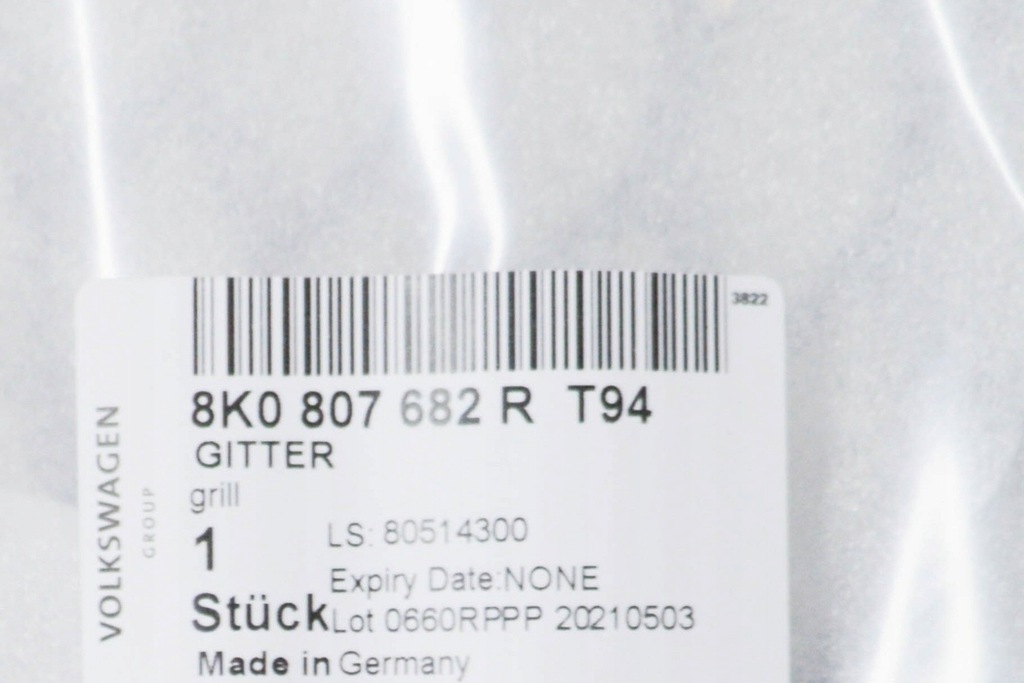 3822
8K0 807 682 R T94
GITTER
grill
1
LS: 80514300
Expiry Date:NONE
Stück Lot 0660RPPP 20210503
Made in Germany
VOLKSWAGEN
GROUP